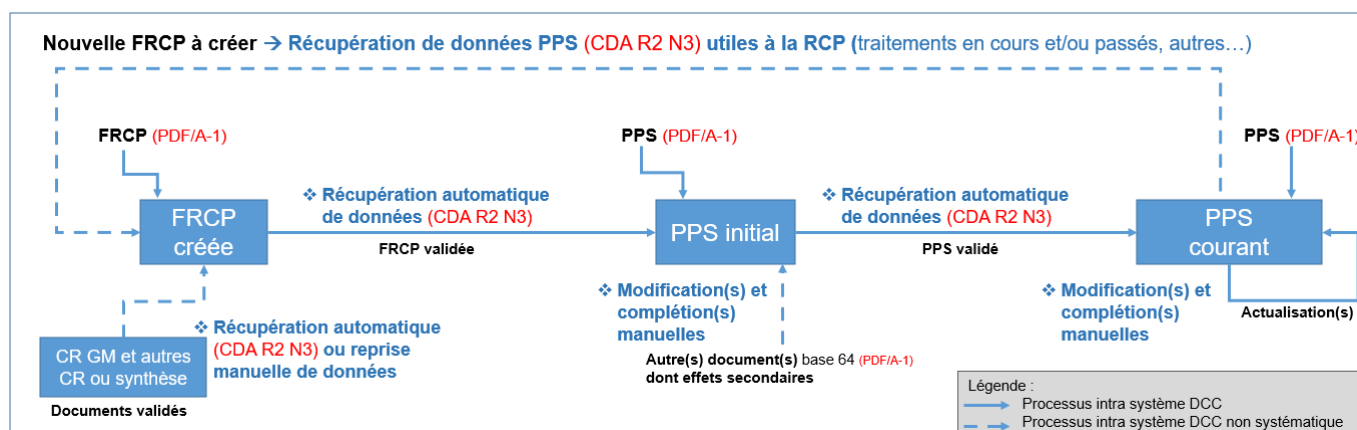 Nouvelle FRCP à créer → Récupération de données PPS (CDA R2 N3) utiles à la RCP (traitements en cours et/ou passés, autres…)
FRCP (PDF/A-1)
PPS (PDF/A-1)
PPS (PDF/A-1)
❖ Récupération automatique
de données (CDA R2 N3)
❖ Récupération automatique
de données (CDA R2 N3)
FRCP
créée
PPS initial
PPS
courant
FRCP validée
PPS validé
❖ Modification(s) et
complétion(s)
manuelles
❖ Modification(s) et
complétion(s)
manuelles
Actualisation(s)
❖ Récupération automatique
(CDA R2 N3) ou reprise
manuelle de données
CR GM et autres
CR ou synthèse
Documents validés
Autre(s) document(s) base 64 (PDF/A-1)
dont effets secondaires
Légende :
Processus intra système DCC
Processus intra système DCC non systématique